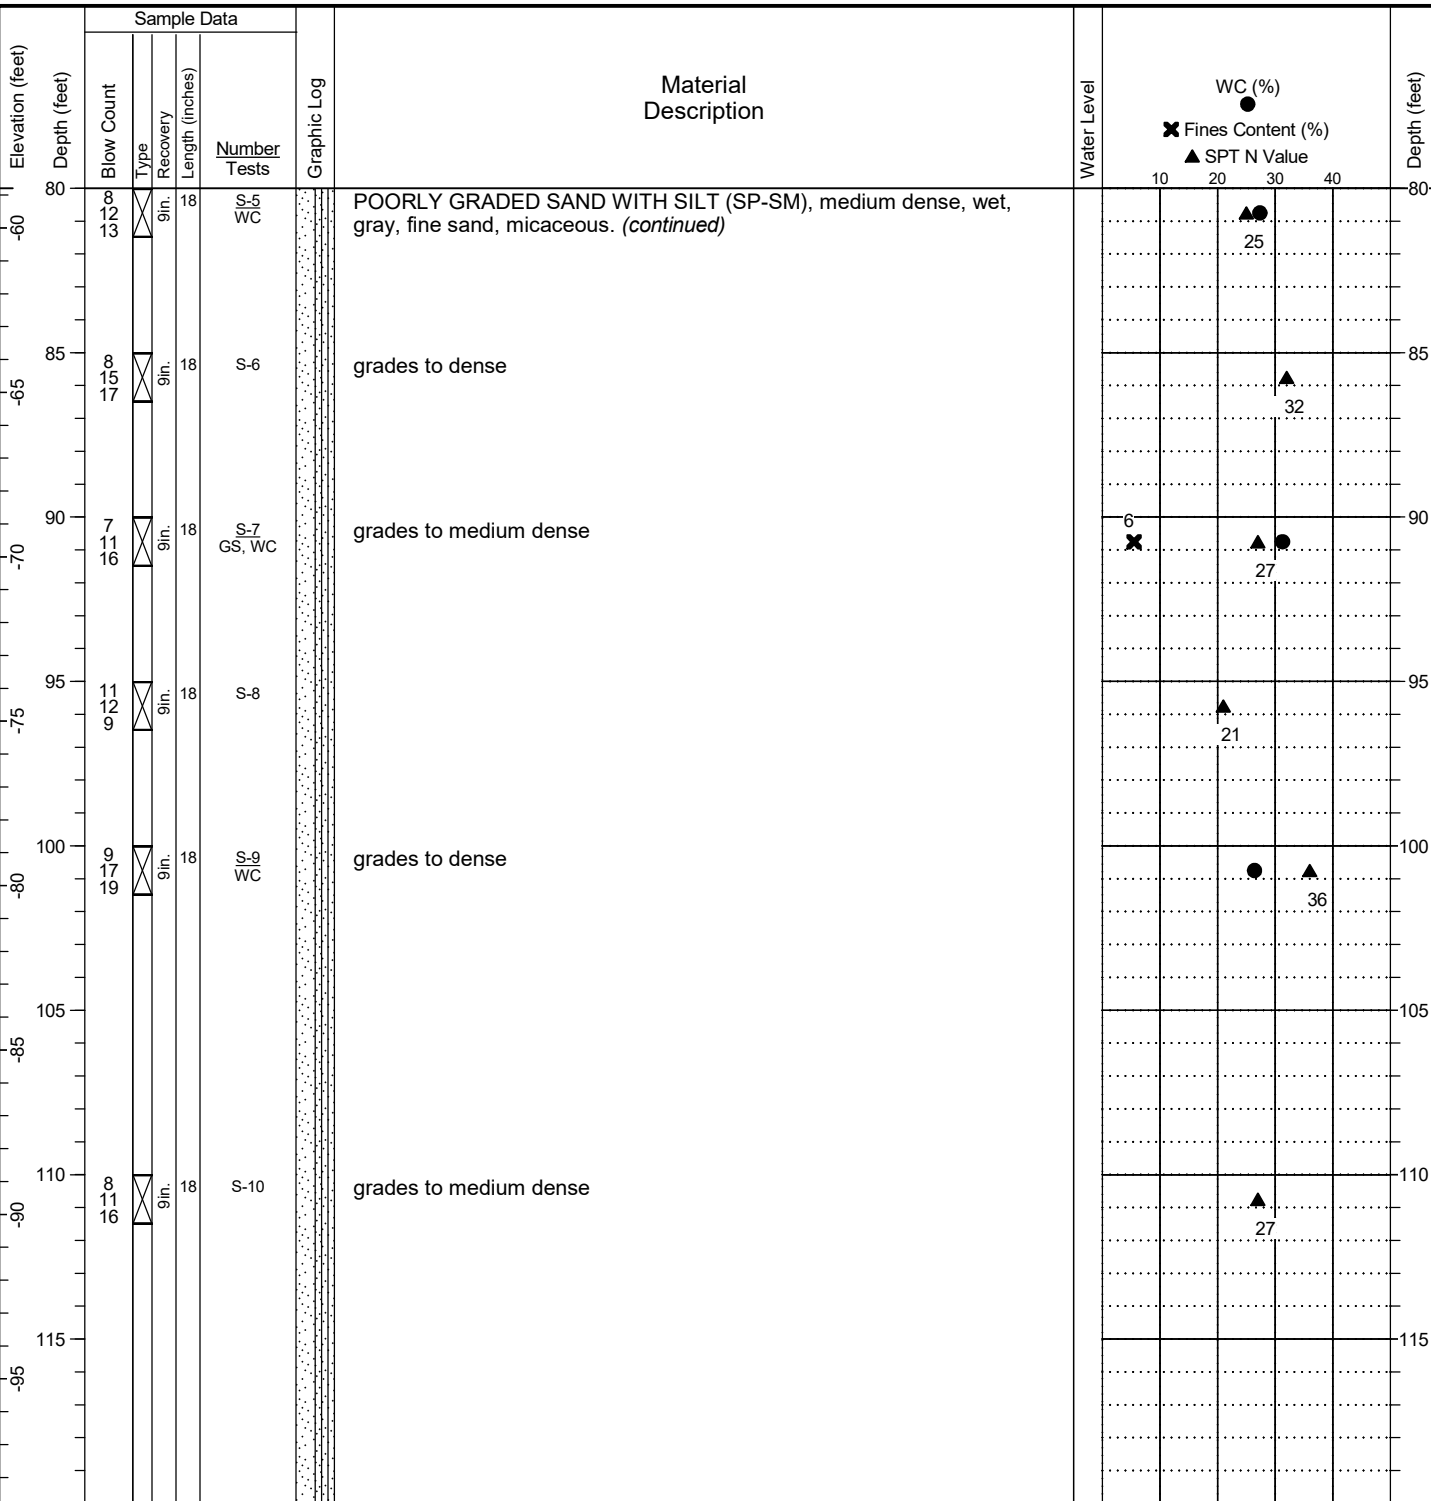 Sample Data
Elevation (feet)
Depth (feet)
Blow Count
Type
Recovery
Length (inches)
Number
Tests
Graphic Log
Material
Description
Water Level
WC (%)
Fines Content (%)
SPT N Value
Depth (feet)
10 20 30 40
80
8
12
13
9in.
18
S-5
WC
POORLY GRADED SAND WITH SILT (SP-SM), medium dense, wet,
gray, fine sand, micaceous. (continued)
25
80
-60
85
8
15
17
9in.
18
S-6
grades to dense
32
85
-65
90
7
11
16
9in.
18
S-7
GS, WC
grades to medium dense
6
27
90
-70
95
11
12
9
9in.
18
S-8
21
95
-75
100
9
17
19
9in.
18
S-9
WC
grades to dense
36
100
-80
105
105
-85
110
8
11
16
9in.
18
S-10
grades to medium dense
27
110
-90
115
115
-95